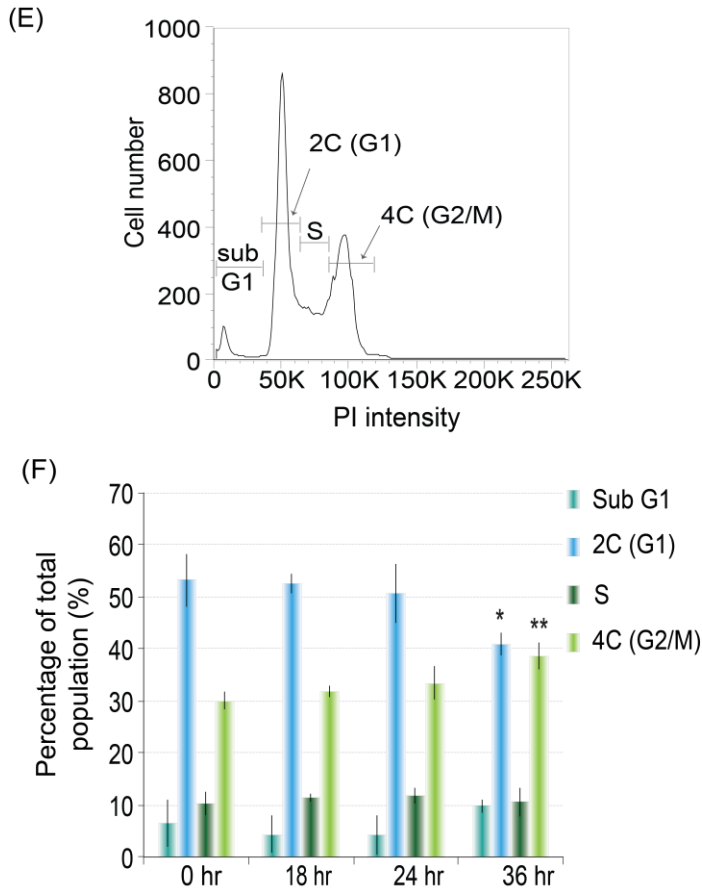 (E)
1000
800
600
400
200
0
Cell number
2C (G1)
S
4C (G2/M)
sub
G1
0 50K 100K 150K 200K 250K
PI intensity
(F)
70
60
50
40
30
20
10
0
Percentage of total
population (%)
* **
0 hr 18 hr 24 hr 36 hr
Sub G1
2C (G1)
S
4C (G2/M)